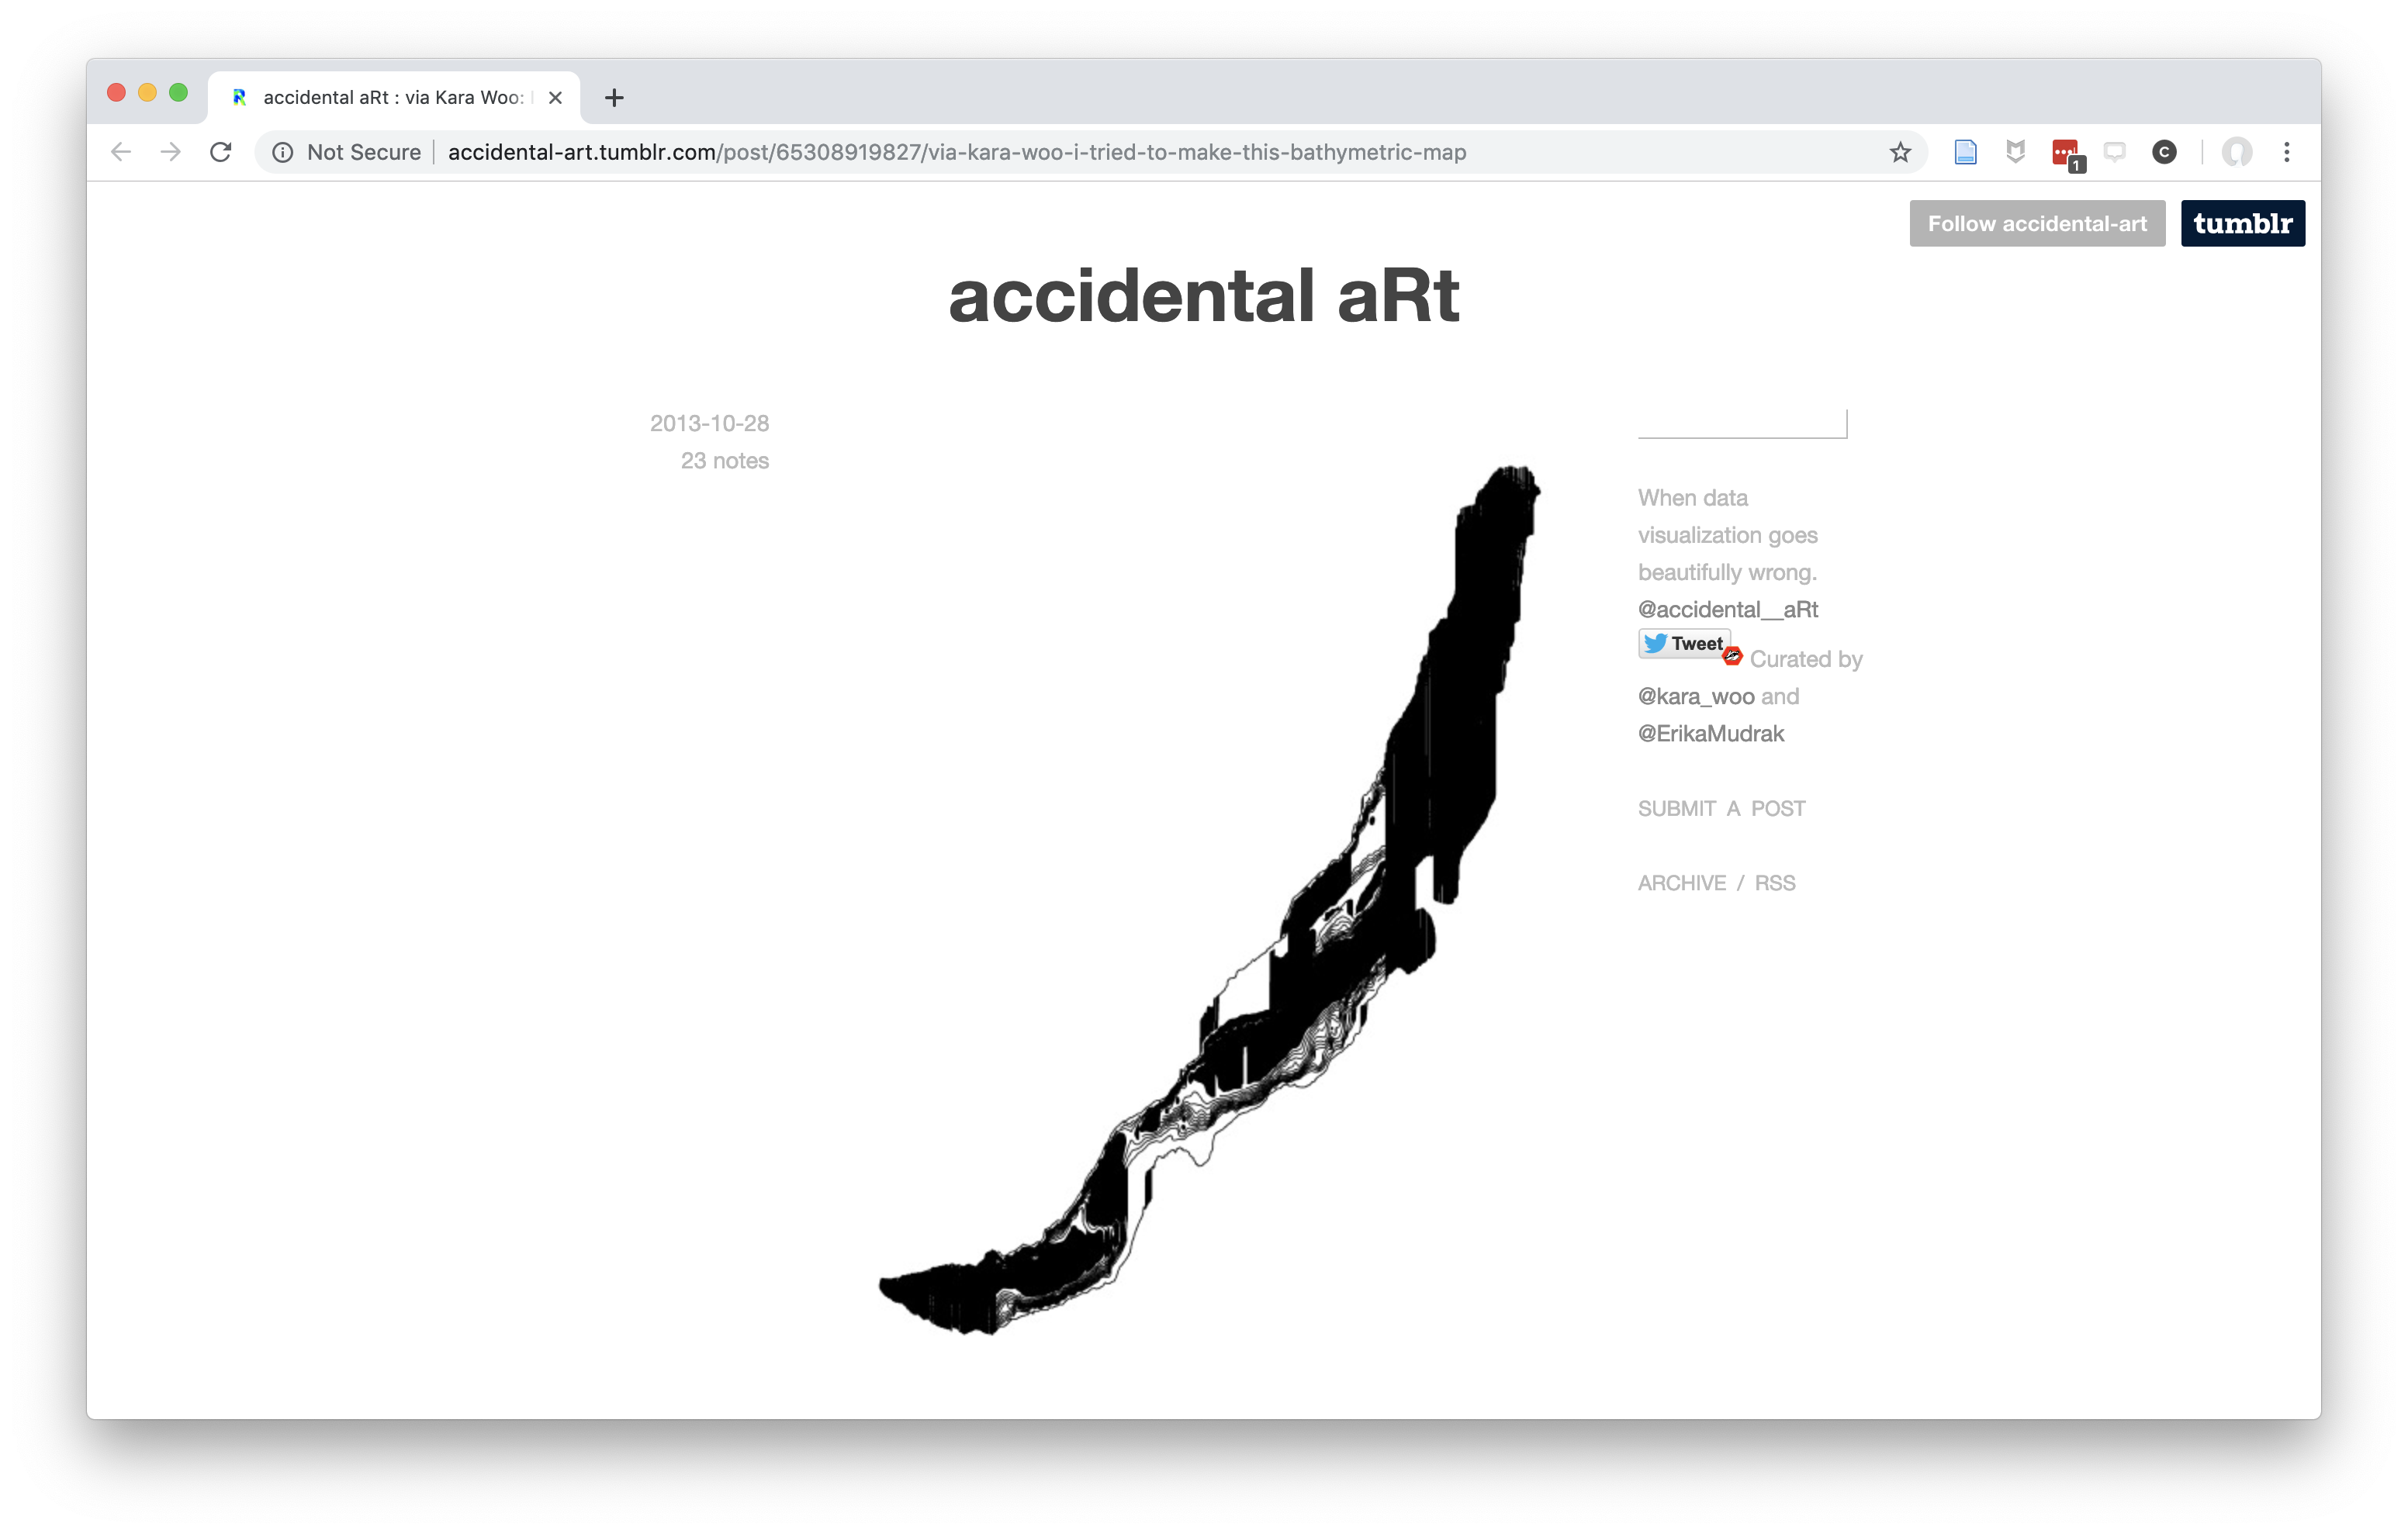 accidental aRt : via Kara Woo:
Not Secure accidental-art.tumblr.com/post/65308919827/via-kara-woo-i-tried-to-make-this-bathymetric-map
1
C
Follow accidental-art
tumblr
accidental aRt
2013-10-28
23 notes
When data
visualization goes
beautifully wrong.
@accidental__aRt
Tweet Curated by
@kara_woo and
@ErikaMudrak
SUBMIT A POST
ARCHIVE / RSS